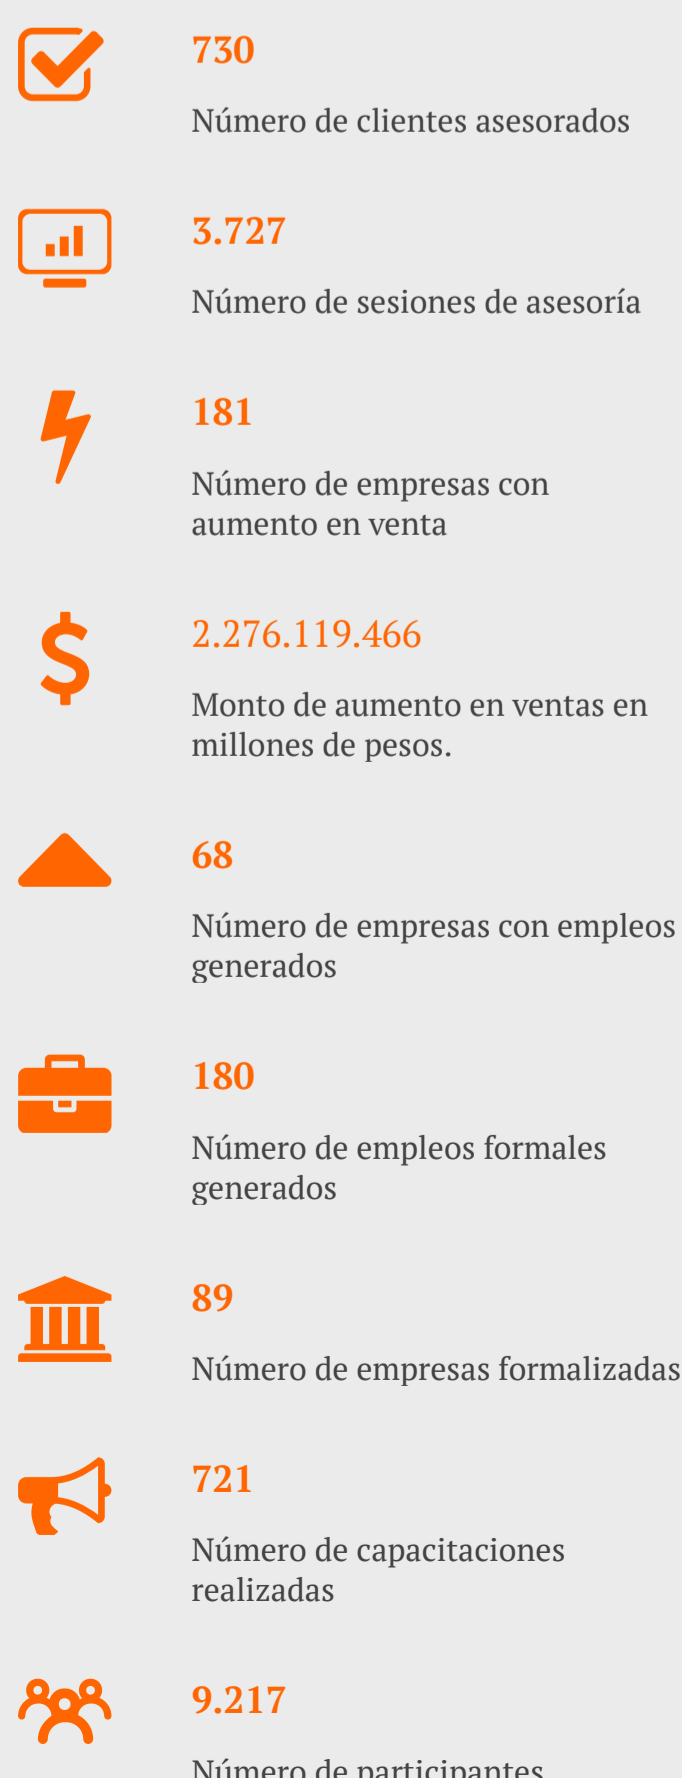 730
Número de clientes asesorados
3.727
Número de sesiones de asesoría
181
Número de empresas con
aumento en venta
2.276.119.466
Monto de aumento en ventas en
millones de pesos.
68
Número de empresas con empleos
generados
180
Número de empleos formales
generados
89
Número de empresas formalizadas
721
Número de capacitaciones
realizadas
9.217
Número de participantes